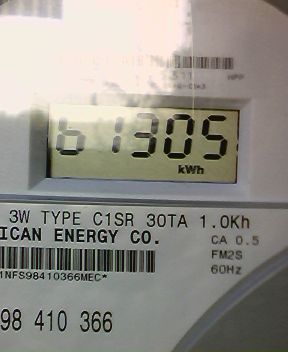 61305
kWh
3W TYPE C1SR 30TA 1.0Kh
ICAN ENERGY CO.
CA 0.5
FM2S
60Hz
1NFS98410366MEC*
98 410 366